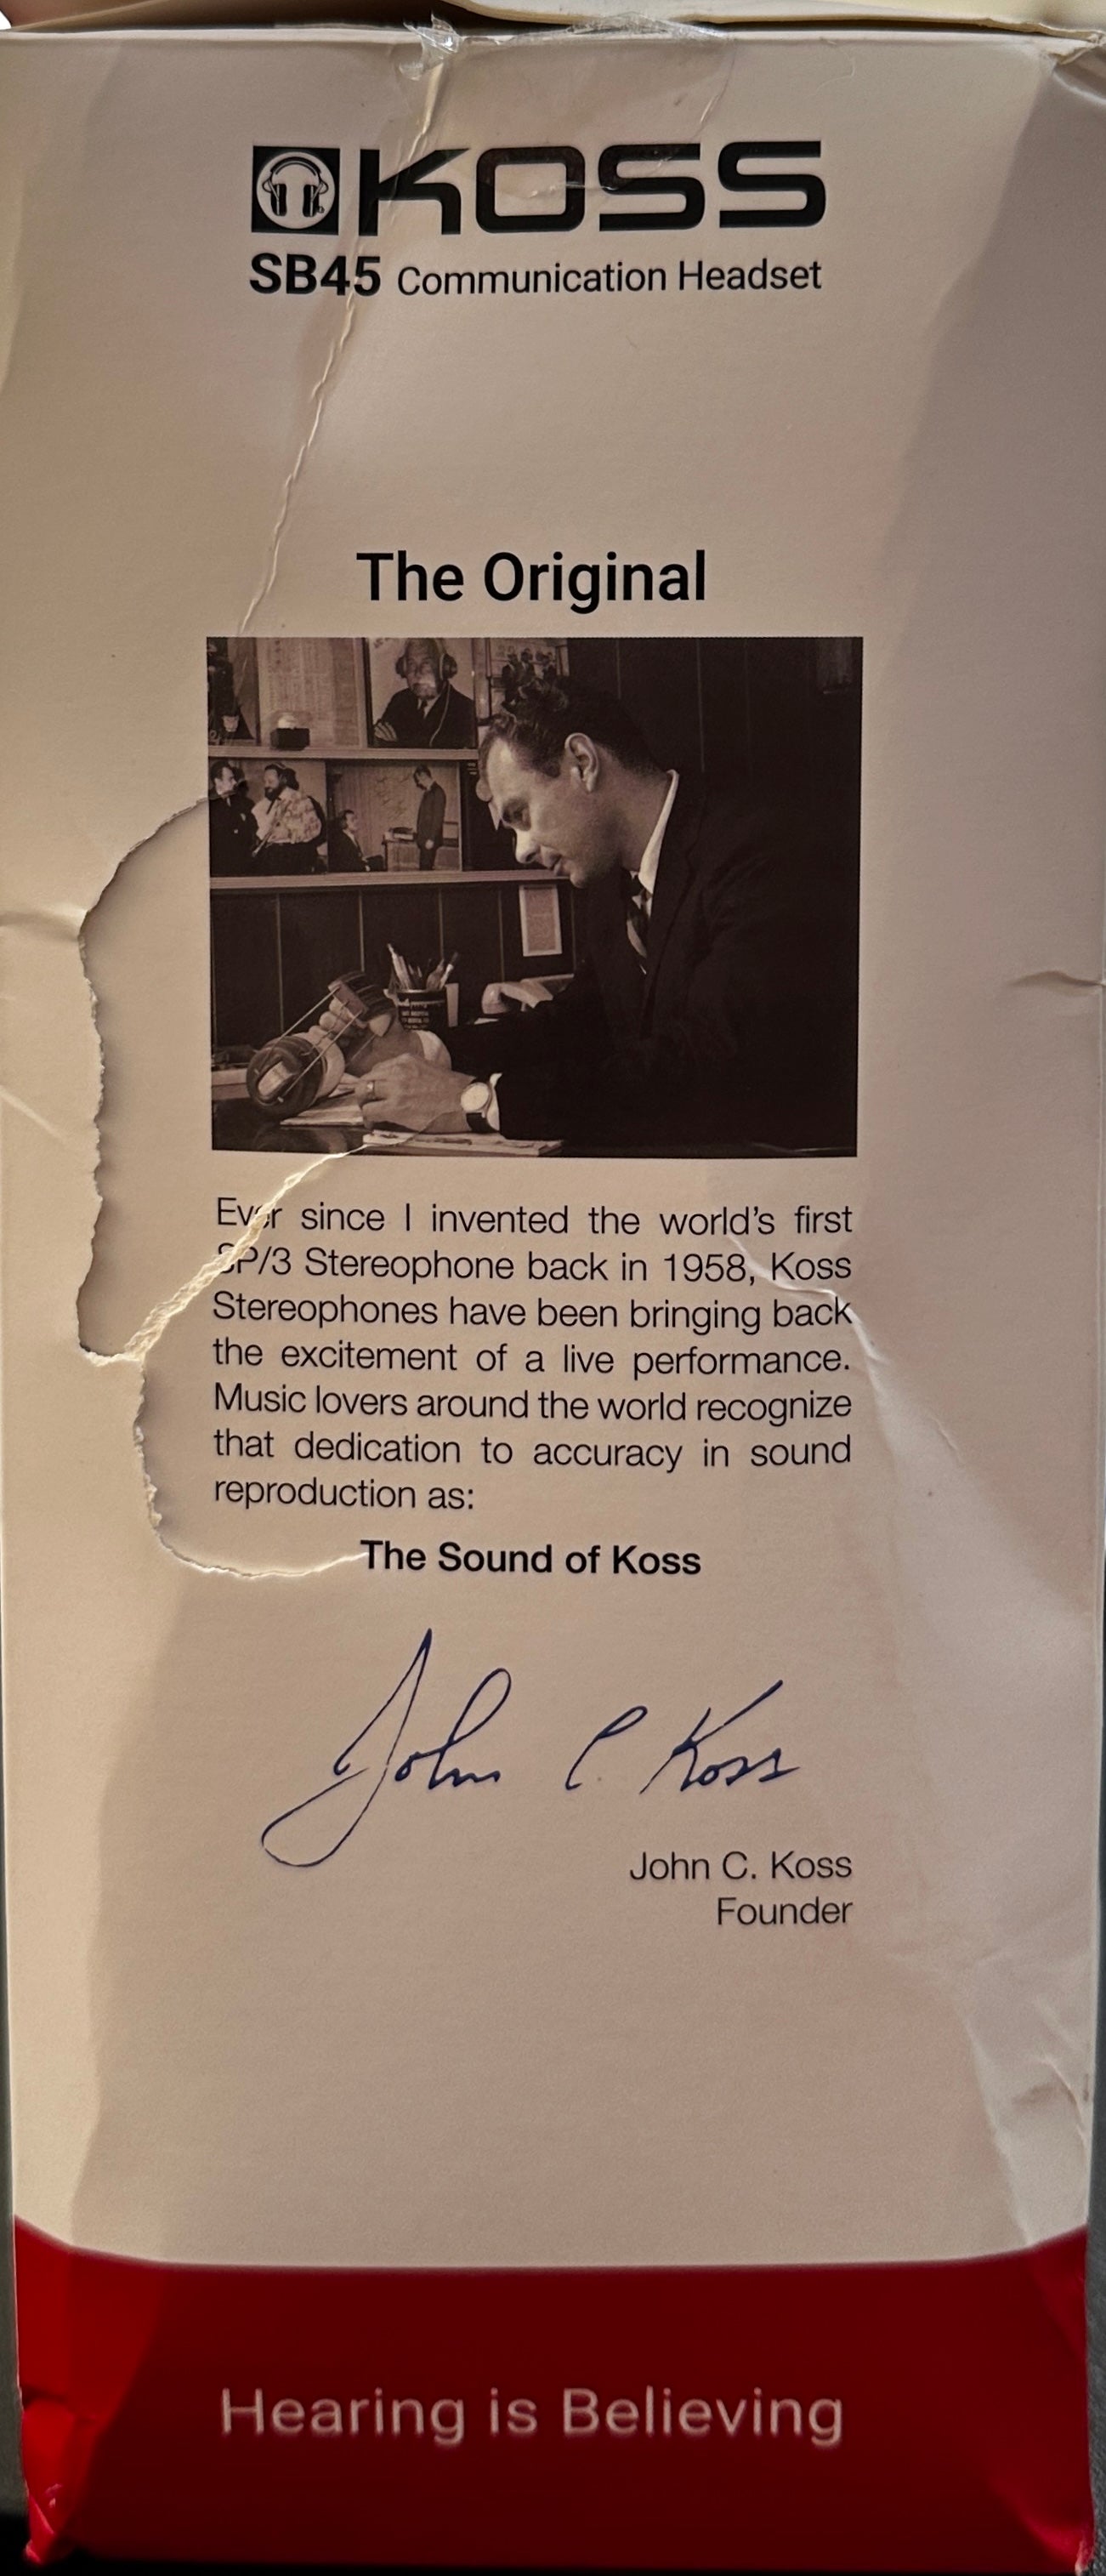 KOSS
SB45 Communication Headset
The Original
Ever since I invented the world's first
SP/3 Stereophone back in 1958, Koss
Stereophones have been bringing back
the excitement of a live performance.
Music lovers around the world recognize
that dedication to accuracy in sound
reproduction as:
The Sound of Koss
John C Koss
John C. Koss
Founder
Hearing is Believing